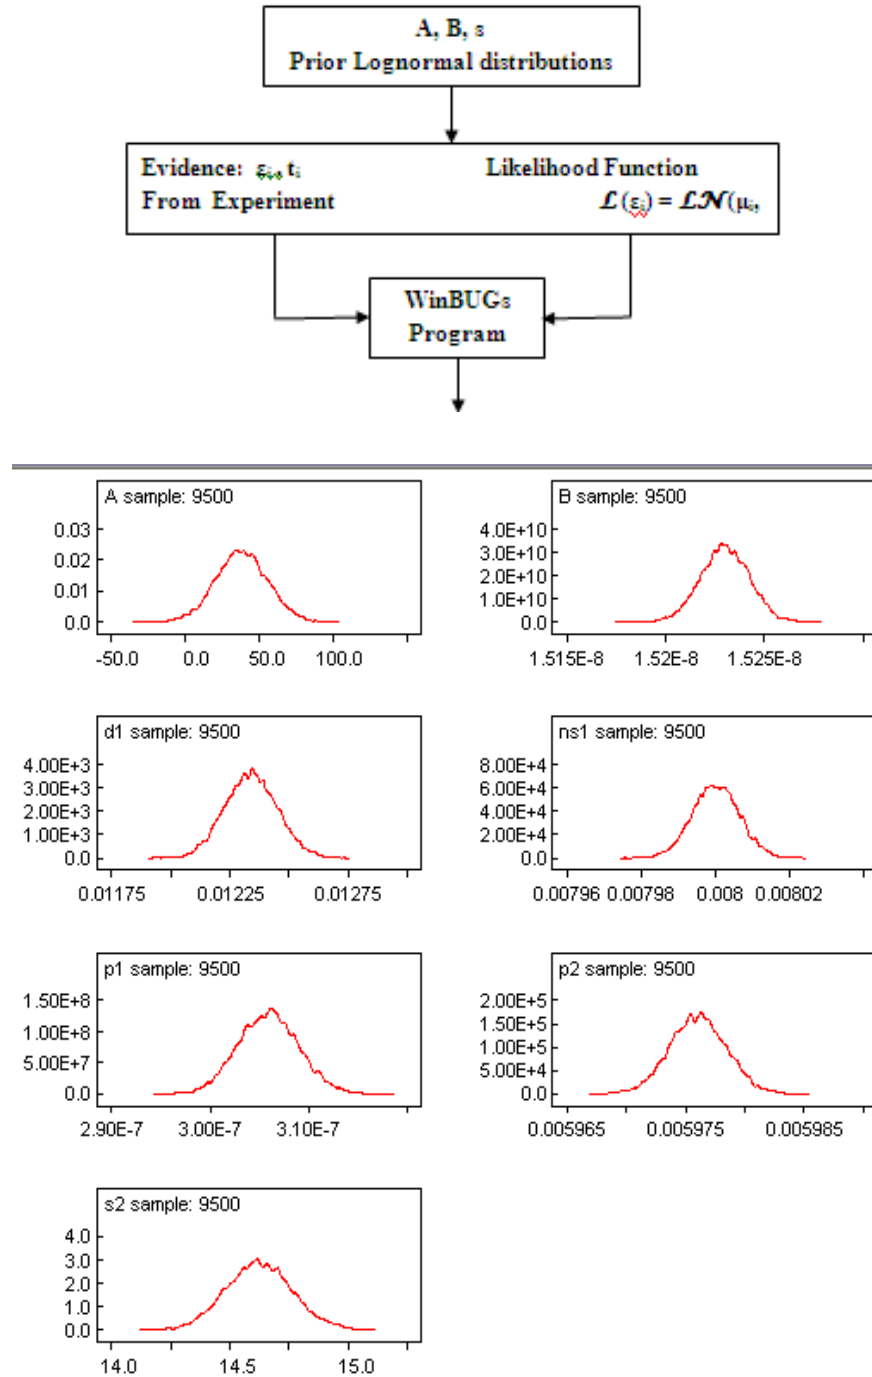 A, B, s
Prior Lognormal distributions
Evidence: εᵢ, tᵢ
Likelihood Function
From Experiment
ℒ(εᵢ) = ℒ𝒩(μᵢ,
WinBUGs
Program
A sample: 9500
0.03
0.02
0.01
0.0
-50.0 0.0 50.0 100.0
B sample: 9500
4.0E+10
3.0E+10
2.0E+10
1.0E+10
0.0
1.515E-8 1.52E-8 1.525E-8
d1 sample: 9500
4.00E+3
3.00E+3
2.00E+3
1.00E+3
0.0
0.01175 0.01225 0.01275
ns1 sample: 9500
8.00E+4
6.00E+4
4.00E+4
2.00E+4
0.0
0.00796 0.00798 0.008 0.00802
p1 sample: 9500
1.50E+8
1.00E+8
5.00E+7
0.0
2.90E-7 3.00E-7 3.10E-7
p2 sample: 9500
2.00E+5
1.50E+5
1.00E+5
5.00E+4
0.0
0.005965 0.005975 0.005985
s2 sample: 9500
4.0
3.0
2.0
1.0
0.0
14.0 14.5 15.0